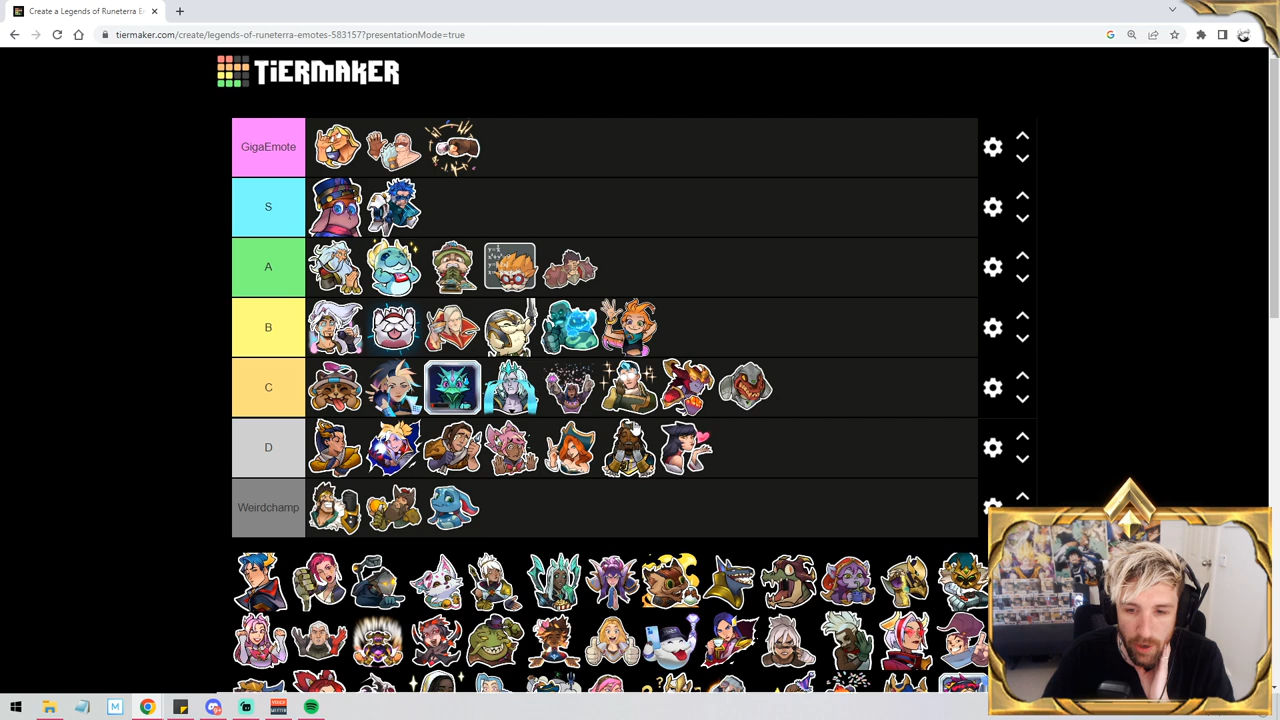 Create a Legends of Runeterra E
tiermaker.com/create/legends-of-runeterra-emotes-583157?presentationMode=true
TiERMAKER
GigaEmote
S
A
B
C
D
Weirdchamp